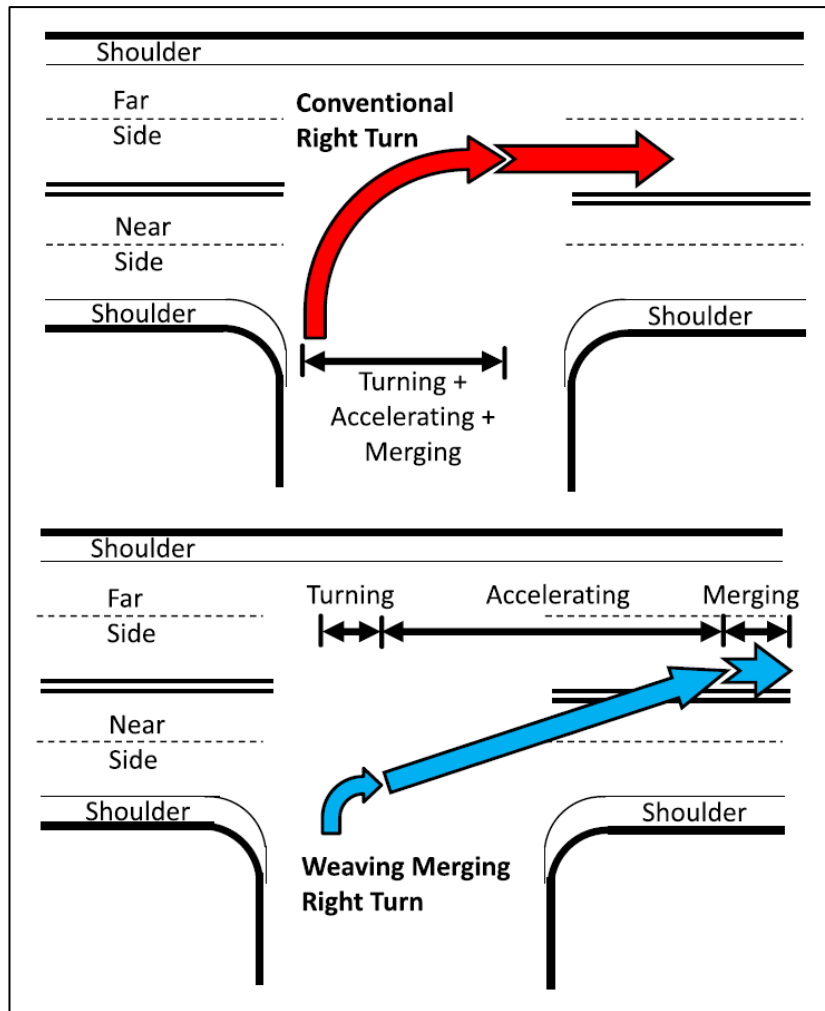 Shoulder
Far
Side
Conventional
Right Turn
Near
Side
Shoulder
Shoulder
Turning +
Accelerating +
Merging
Shoulder
Far
Side
Turning
Accelerating
Merging
Near
Side
Shoulder
Shoulder
Weaving Merging
Right Turn